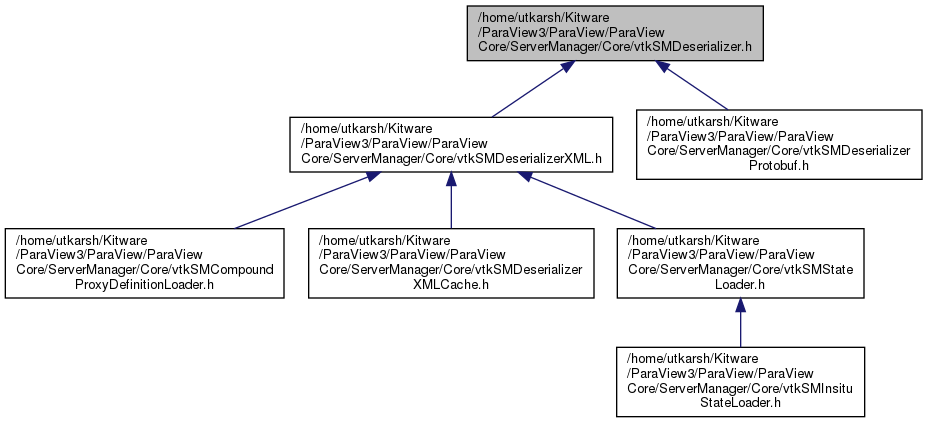 /home/utkarsh/Kitware
/ParaView3/ParaView/ParaView
Core/ServerManager/Core/vtkSMDeserializer.h
/home/utkarsh/Kitware
/ParaView3/ParaView/ParaView
Core/ServerManager/Core/vtkSMDeserializerXML.h
/home/utkarsh/Kitware
/ParaView3/ParaView/ParaView
Core/ServerManager/Core/vtkSMDeserializer
Protobuf.h
/home/utkarsh/Kitware
/ParaView3/ParaView/ParaView
Core/ServerManager/Core/vtkSMCompound
ProxyDefinitionLoader.h
/home/utkarsh/Kitware
/ParaView3/ParaView/ParaView
Core/ServerManager/Core/vtkSMDeserializer
XMLCache.h
/home/utkarsh/Kitware
/ParaView3/ParaView/ParaView
Core/ServerManager/Core/vtkSMState
Loader.h
/home/utkarsh/Kitware
/ParaView3/ParaView/ParaView
Core/ServerManager/Core/vtkSMInsitu
StateLoader.h